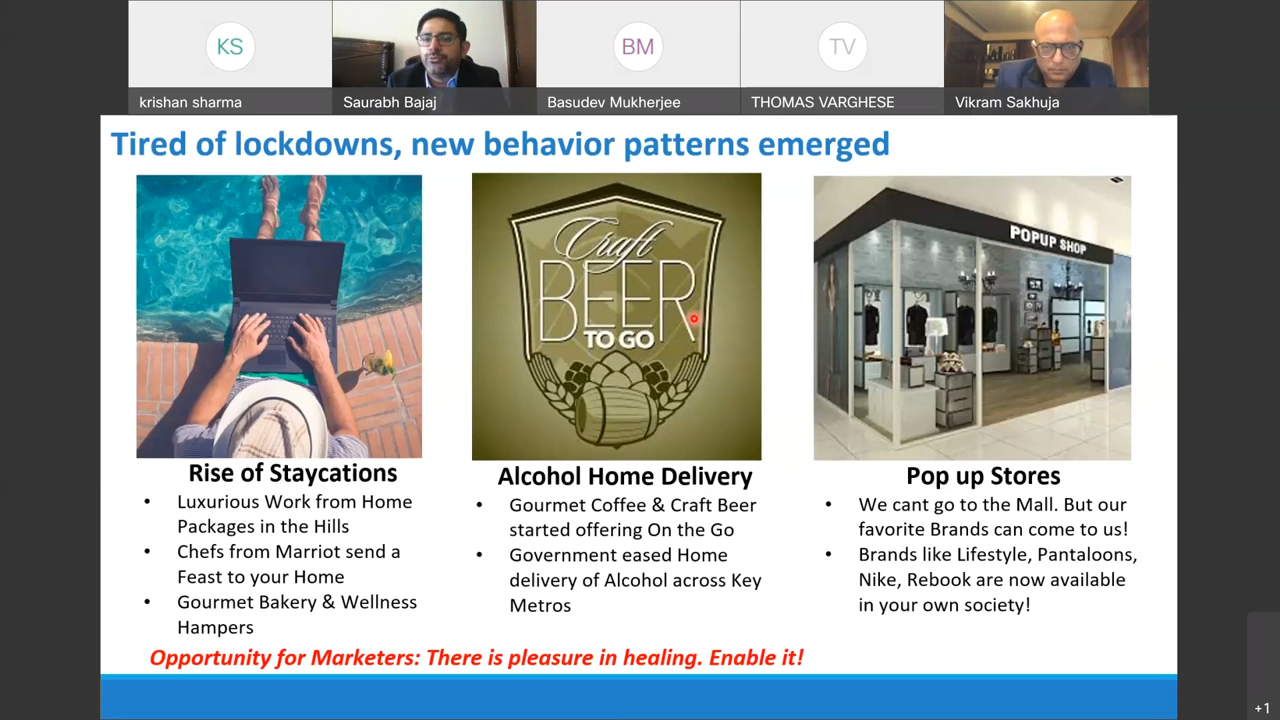 KS
BM
TV
krishan sharma
Saurabh Bajaj
Basudev Mukherjee
THOMAS VARGHESE
Vikram Sakhuja
Tired of lockdowns, new behavior patterns emerged
Craft
BEER
TO GO
POPUP SHOP
Rise of Staycations
• Luxurious Work from Home
Packages in the Hills
• Chefs from Marriot send a
Feast to your Home
• Gourmet Bakery & Wellness
Hampers
Alcohol Home Delivery
• Gourmet Coffee & Craft Beer
started offering On the Go
• Government eased Home
delivery of Alcohol across Key
Metros
Pop up Stores
• We cant go to the Mall. But our
favorite Brands can come to us!
• Brands like Lifestyle, Pantaloons,
Nike, Rebook are now available
in your own society!
Opportunity for Marketers: There is pleasure in healing. Enable it!
+1